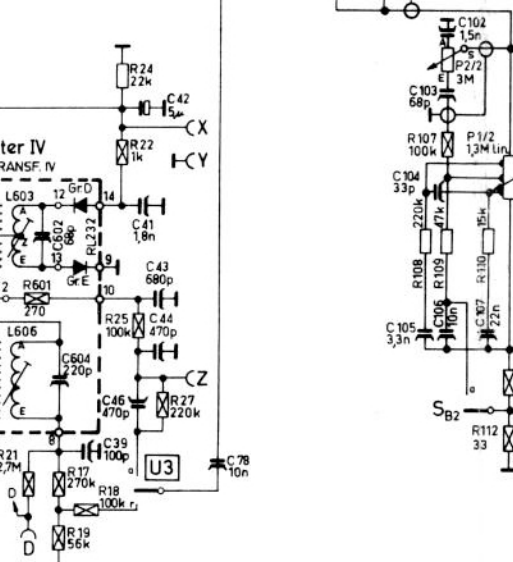 R24
22k
C42
5µ
X
R22
1k
Y
ter IV
RANSF. IV
L603
12
Gr.D
14
A
Z
E
C602
68p
C41
1,8n
RL232
13
9
Gr.E
2
R601
270
10
C43
680p
R25
100k
C44
470p
L606
A
E
C604
220p
Z
C46
470p
R27
220k
8
C39
100p
a
U3
C78
10n
R21
2,7M
R17
270k
D
R18
100k
r
R19
56k
D
C102
1,5n
A
S
P2/2
3M
E
C103
68p
R107
100k
P1/2
1,3M lin
C104
33p
220k
47k
15k
R108
R109
R110
C105
3,3n
C106
10n
C107
22n
a
SB2
R112
33